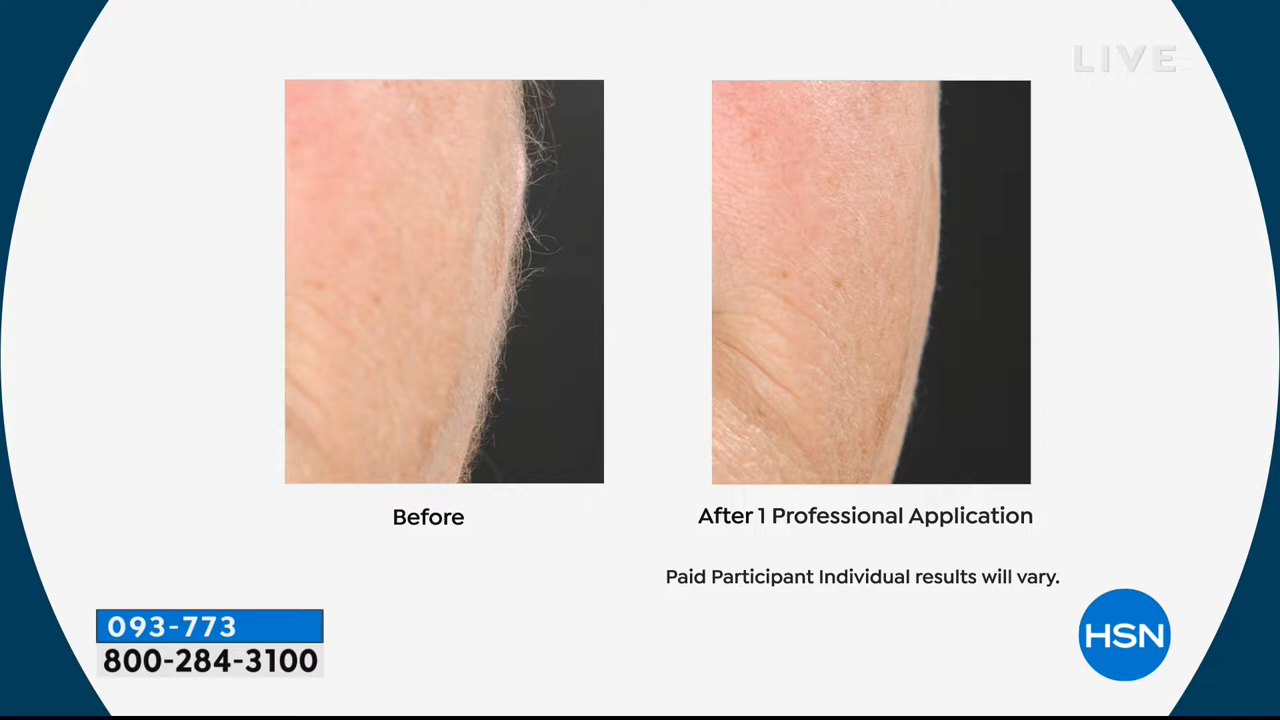 LIVE
Before
After 1 Professional Application
Paid Participant Individual results will vary.
093-773
800-284-3100
HSN